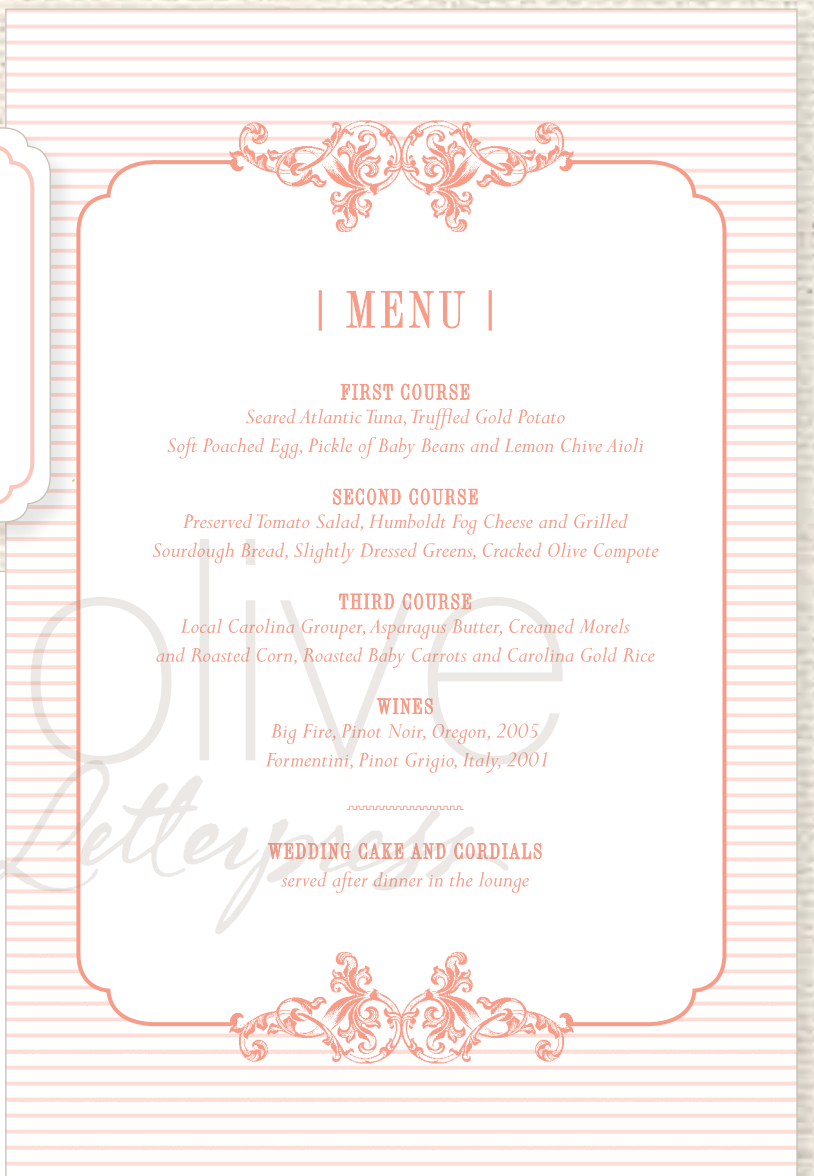 | MENU |
FIRST COURSE
Seared Atlantic Tuna, Truffled Gold Potato
Soft Poached Egg, Pickle of Baby Beans and Lemon Chive Aioli
SECOND COURSE
Preserved Tomato Salad, Humboldt Fog Cheese and Grilled
Sourdough Bread, Slightly Dressed Greens, Cracked Olive Compote
THIRD COURSE
Local Carolina Grouper, Asparagus Butter, Creamed Morels
and Roasted Corn, Roasted Baby Carrots and Carolina Gold Rice
WINES
Big Fire, Pinot Noir, Oregon, 2005
Formentini, Pinot Grigio, Italy, 2001
WEDDING CAKE AND CORDIALS
served after dinner in the lounge
olive
Letterpress